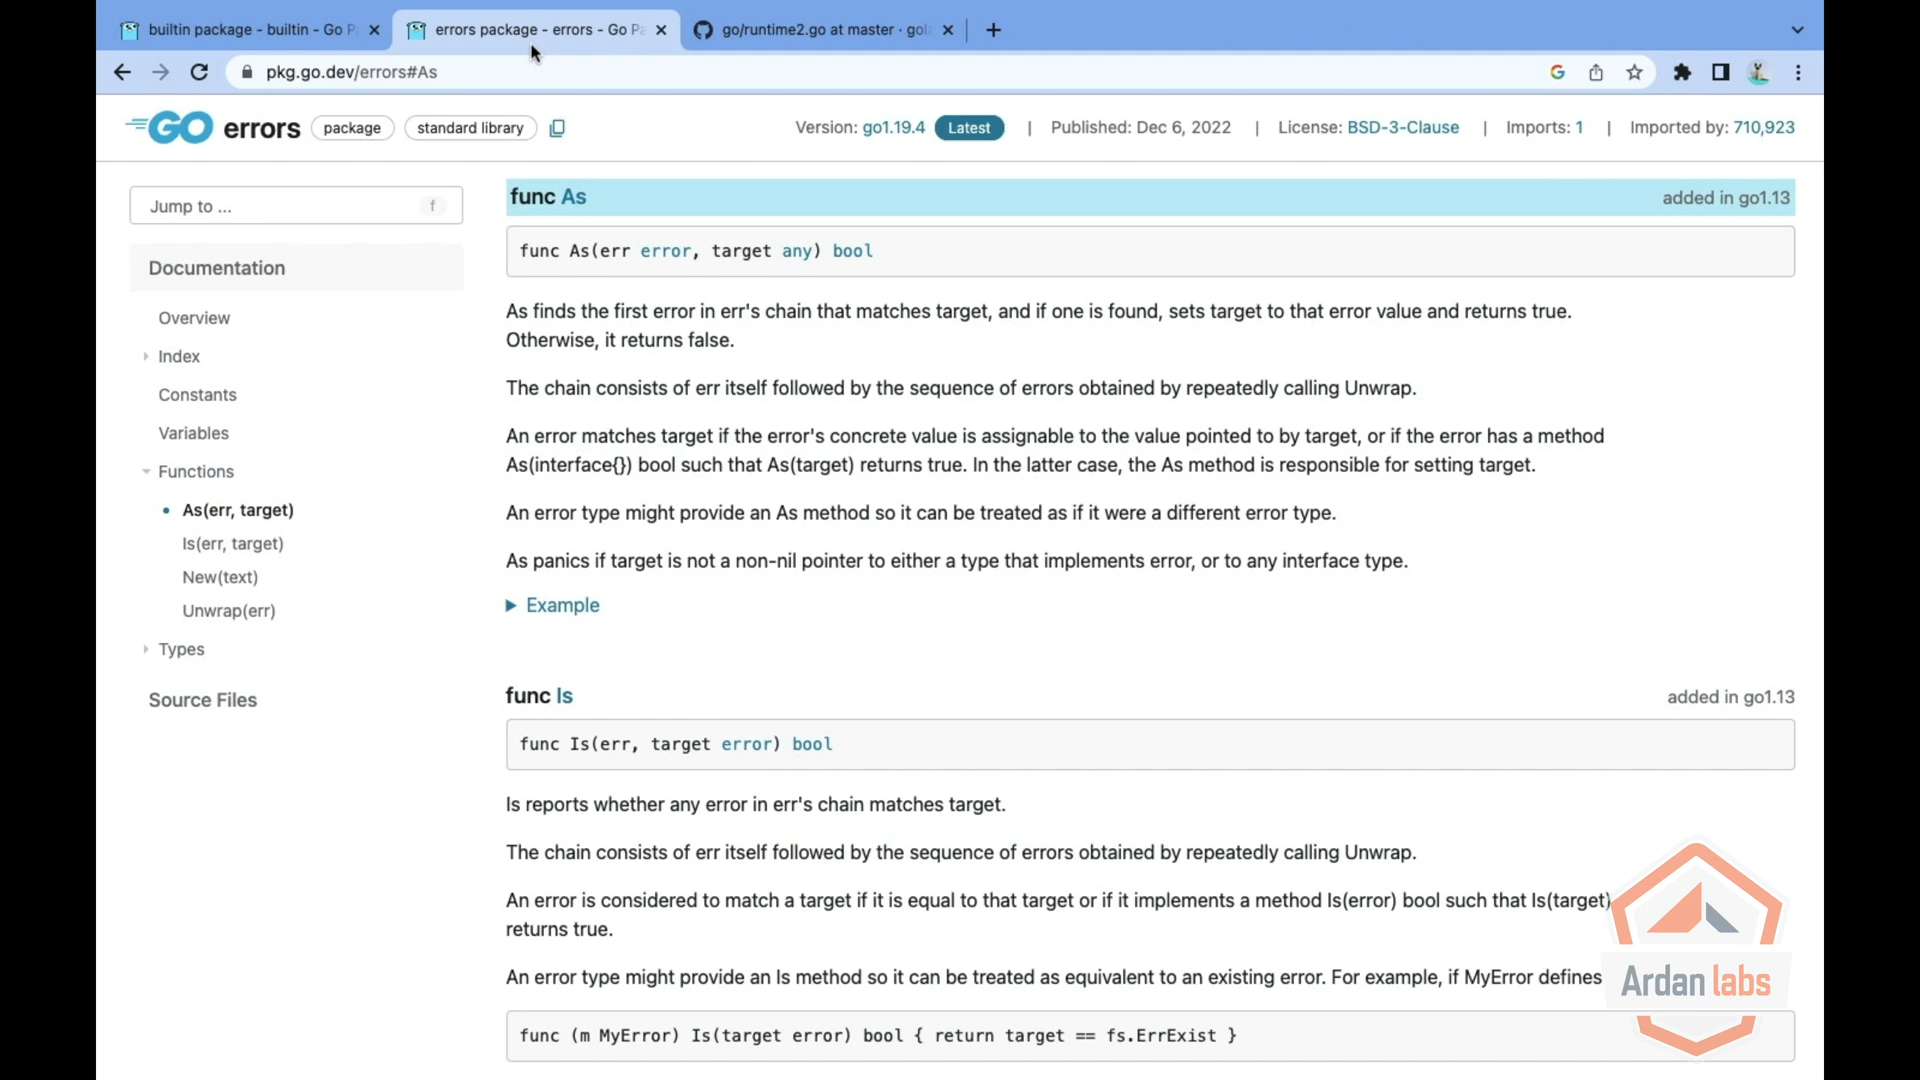 builtin package - builtin - Go P
errors package - errors - Go Pa
go/runtime2.go at master · gola
pkg.go.dev/errors#As
GO errors package standard library
Version: go1.19.4 Latest | Published: Dec 6, 2022 | License: BSD-3-Clause | Imports: 1 | Imported by: 710,923
Jump to ... f
Documentation
Overview
Index
Constants
Variables
Functions
As(err, target)
Is(err, target)
New(text)
Unwrap(err)
Types
Source Files
func As added in go1.13
func As(err error, target any) bool
As finds the first error in err's chain that matches target, and if one is found, sets target to that error value and returns true.
Otherwise, it returns false.
The chain consists of err itself followed by the sequence of errors obtained by repeatedly calling Unwrap.
An error matches target if the error's concrete value is assignable to the value pointed to by target, or if the error has a method
As(interface{}) bool such that As(target) returns true. In the latter case, the As method is responsible for setting target.
An error type might provide an As method so it can be treated as if it were a different error type.
As panics if target is not a non-nil pointer to either a type that implements error, or to any interface type.
Example
func Is added in go1.13
func Is(err, target error) bool
Is reports whether any error in err's chain matches target.
The chain consists of err itself followed by the sequence of errors obtained by repeatedly calling Unwrap.
An error is considered to match a target if it is equal to that target or if it implements a method Is(error) bool such that Is(target)
returns true.
An error type might provide an Is method so it can be treated as equivalent to an existing error. For example, if MyError defines
func (m MyError) Is(target error) bool { return target == fs.ErrExist }
Ardan labs